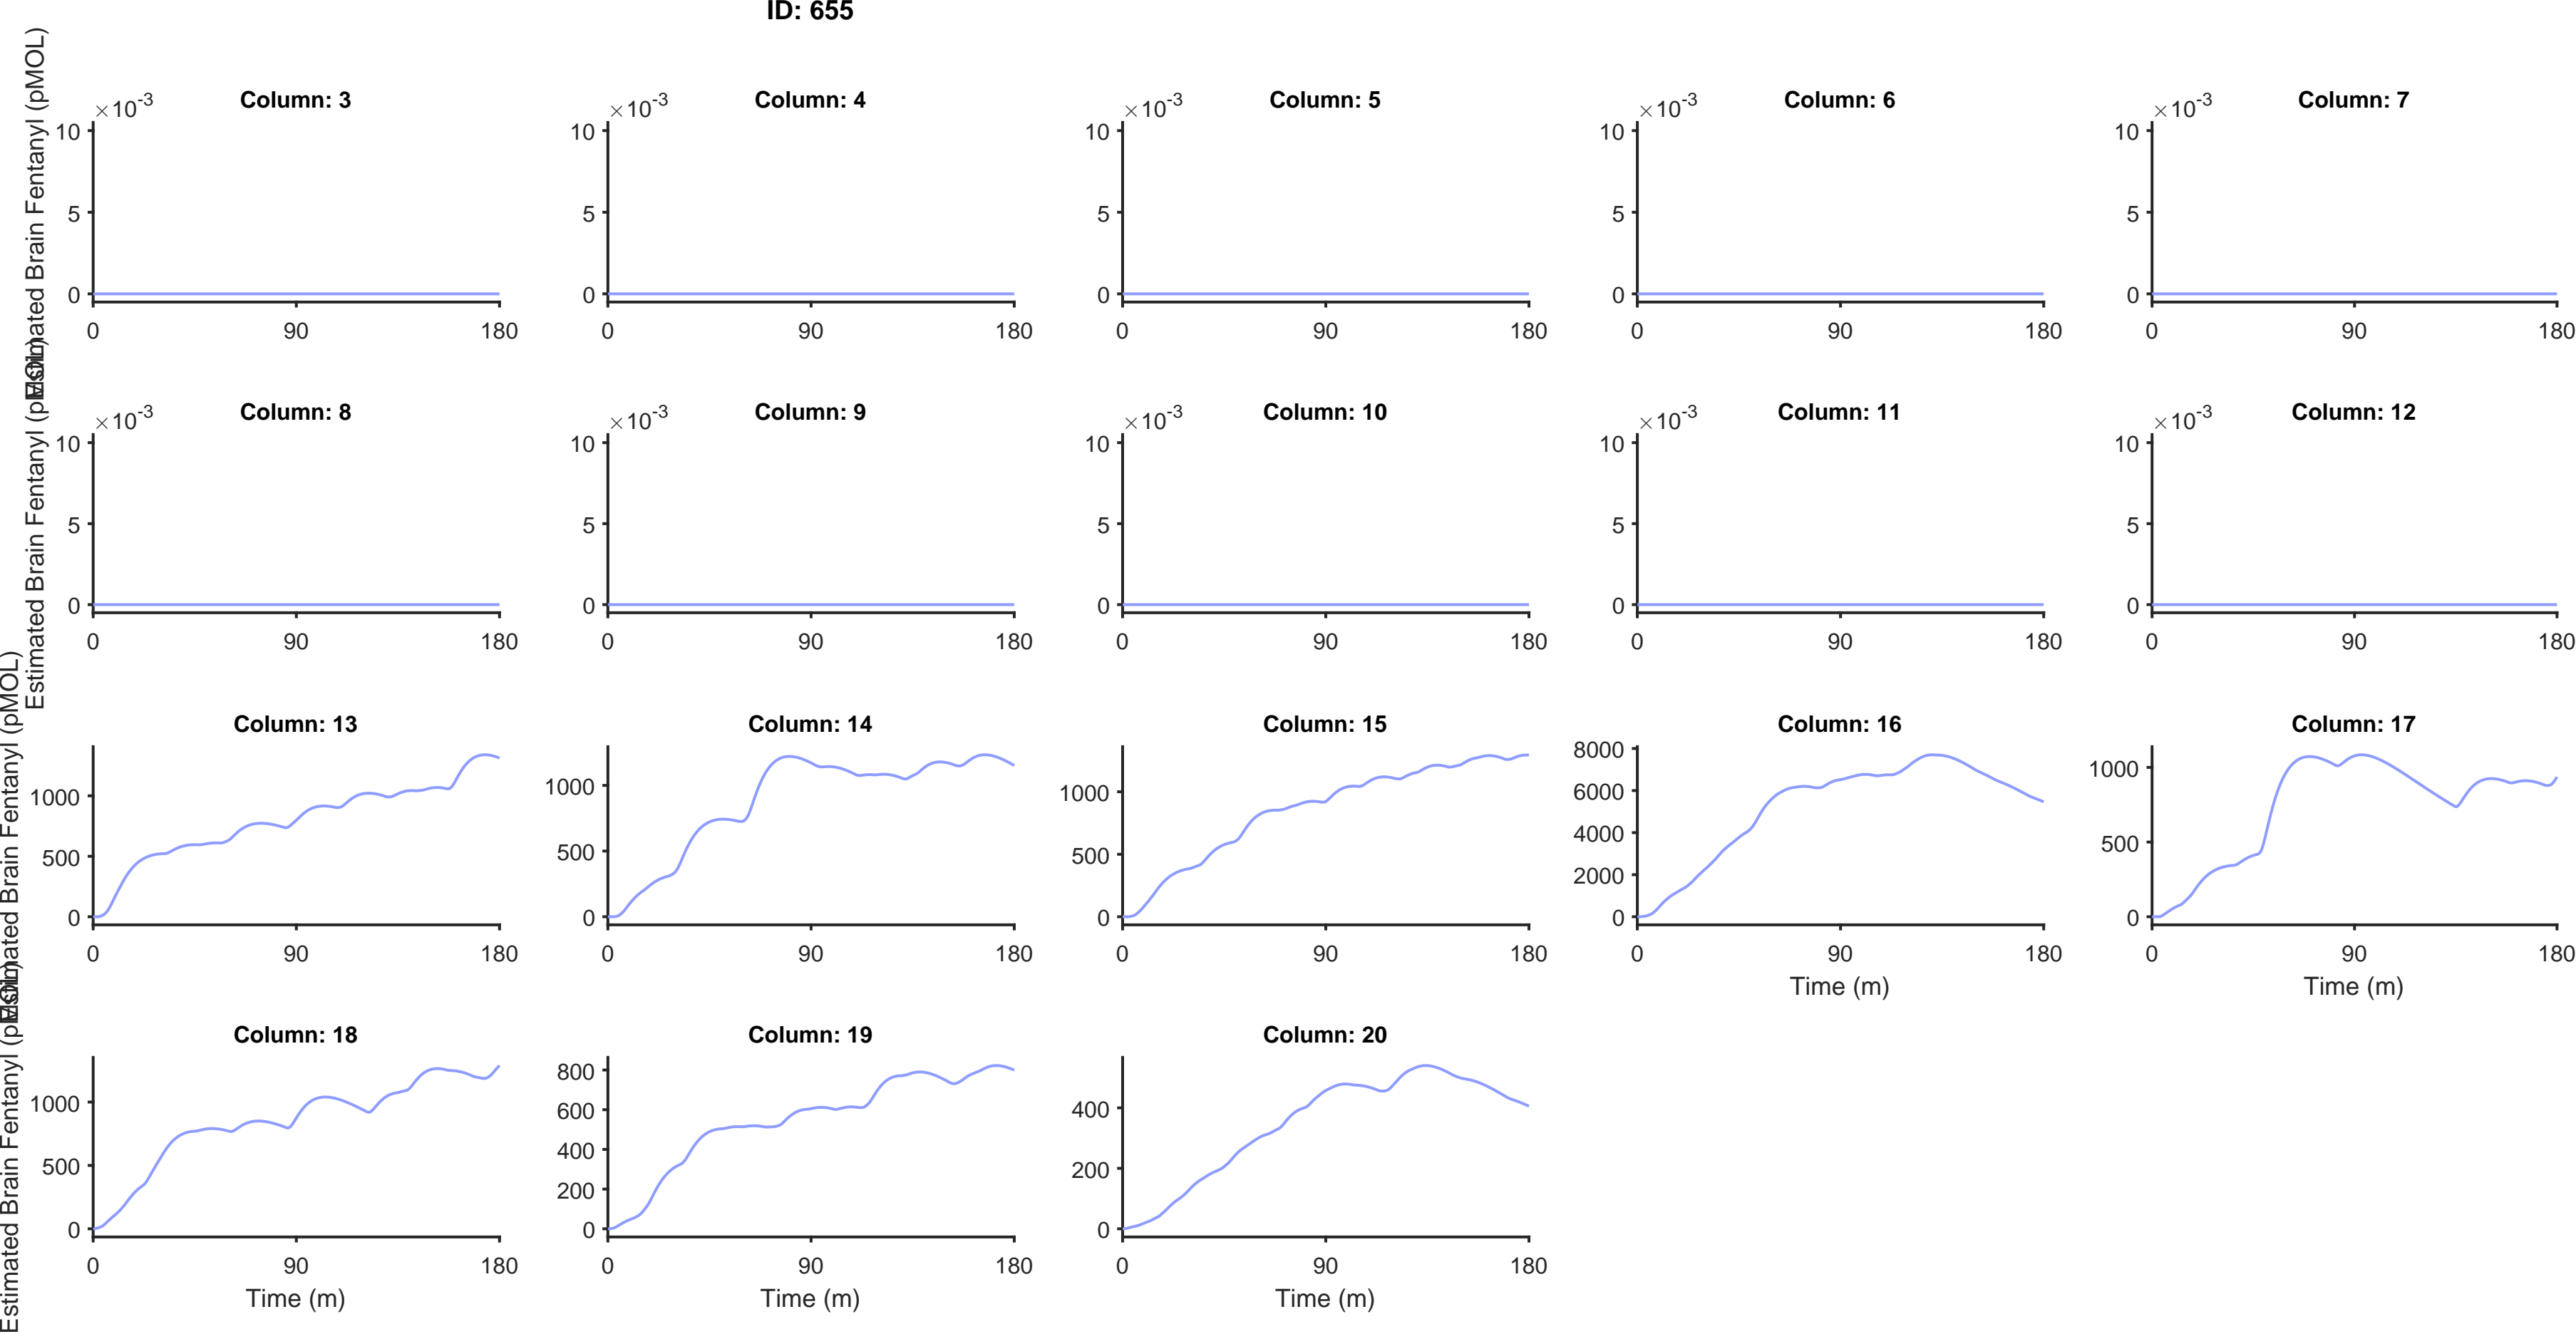 ID: 655
Column: 3
Column: 4
Column: 5
Column: 6
Column: 7
×10-3
×10-3
×10-3
×10-3
×10-3
10
5
0
10
5
0
10
5
0
10
5
0
10
5
0
0 90 180
0 90 180
0 90 180
0 90 180
0 90 180
Estimated Brain Fentanyl (pMOL)
Column: 8
Column: 9
Column: 10
Column: 11
Column: 12
×10-3
×10-3
×10-3
×10-3
×10-3
10
5
0
10
5
0
10
5
0
10
5
0
10
5
0
0 90 180
0 90 180
0 90 180
0 90 180
0 90 180
Estimated Brain Fentanyl (pMOL)
Column: 13
Column: 14
Column: 15
Column: 16
Column: 17
1000
500
0
1000
500
0
1000
500
0
8000
6000
4000
2000
0
1000
500
0
0 90 180
0 90 180
0 90 180
0 90 180
0 90 180
Time (m)
Time (m)
Estimated Brain Fentanyl (pMOL)
Column: 18
Column: 19
Column: 20
1000
500
0
800
600
400
200
0
400
200
0
0 90 180
0 90 180
0 90 180
Time (m)
Time (m)
Time (m)
Estimated Brain Fentanyl (pMOL)